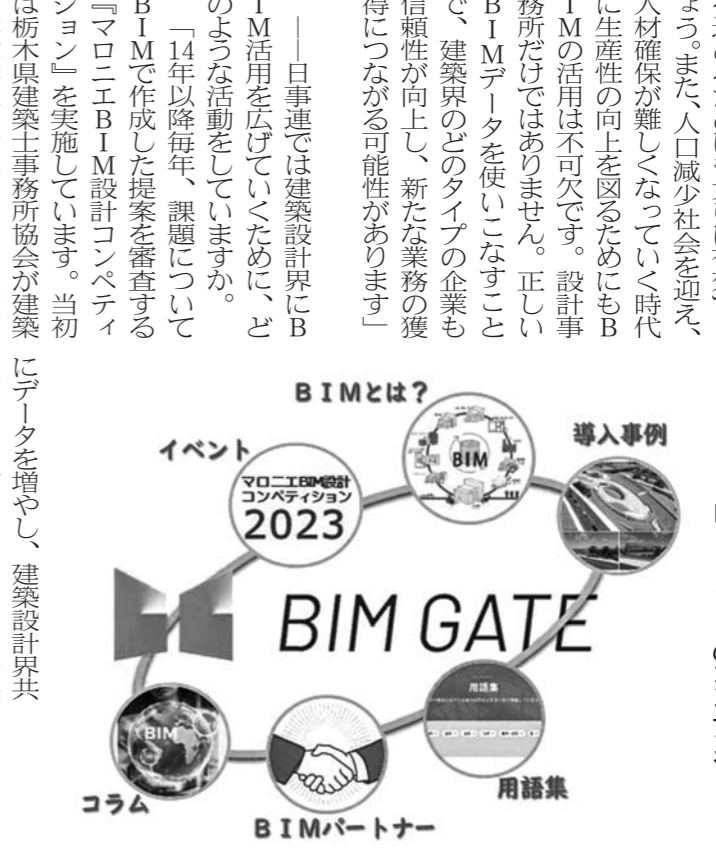 ょう。また、人口減少社会を迎え、
人材確保が難しくなっていく時代
に生産性の向上を図るためにもＢ
ＩＭの活用は不可欠です。設計事
務所だけではありません。正しい
ＢＩＭデータを使いこなすこと
で、建築界のどのタイプの企業も
信頼性が向上し、新たな業務の獲
得につながる可能性があります」
――日事連では建築設計界にＢ
ＩＭ活用を広げていくために、ど
のような活動をしていますか。
「14年以降毎年、課題について
ＢＩＭで作成した提案を審査する
『マロニエＢＩＭ設計コンペティ
ション』を実施しています。当初
は栃木県建築士事務所協会が建築
にデータを増やし、建築設計界共
ＢＩＭとは？
BIM
導入事例
イベント
マロニエBIM設計
コンペティション
2023
BIM GATE
用語集
用語集
BIM
コラム
ＢＩＭパートナー